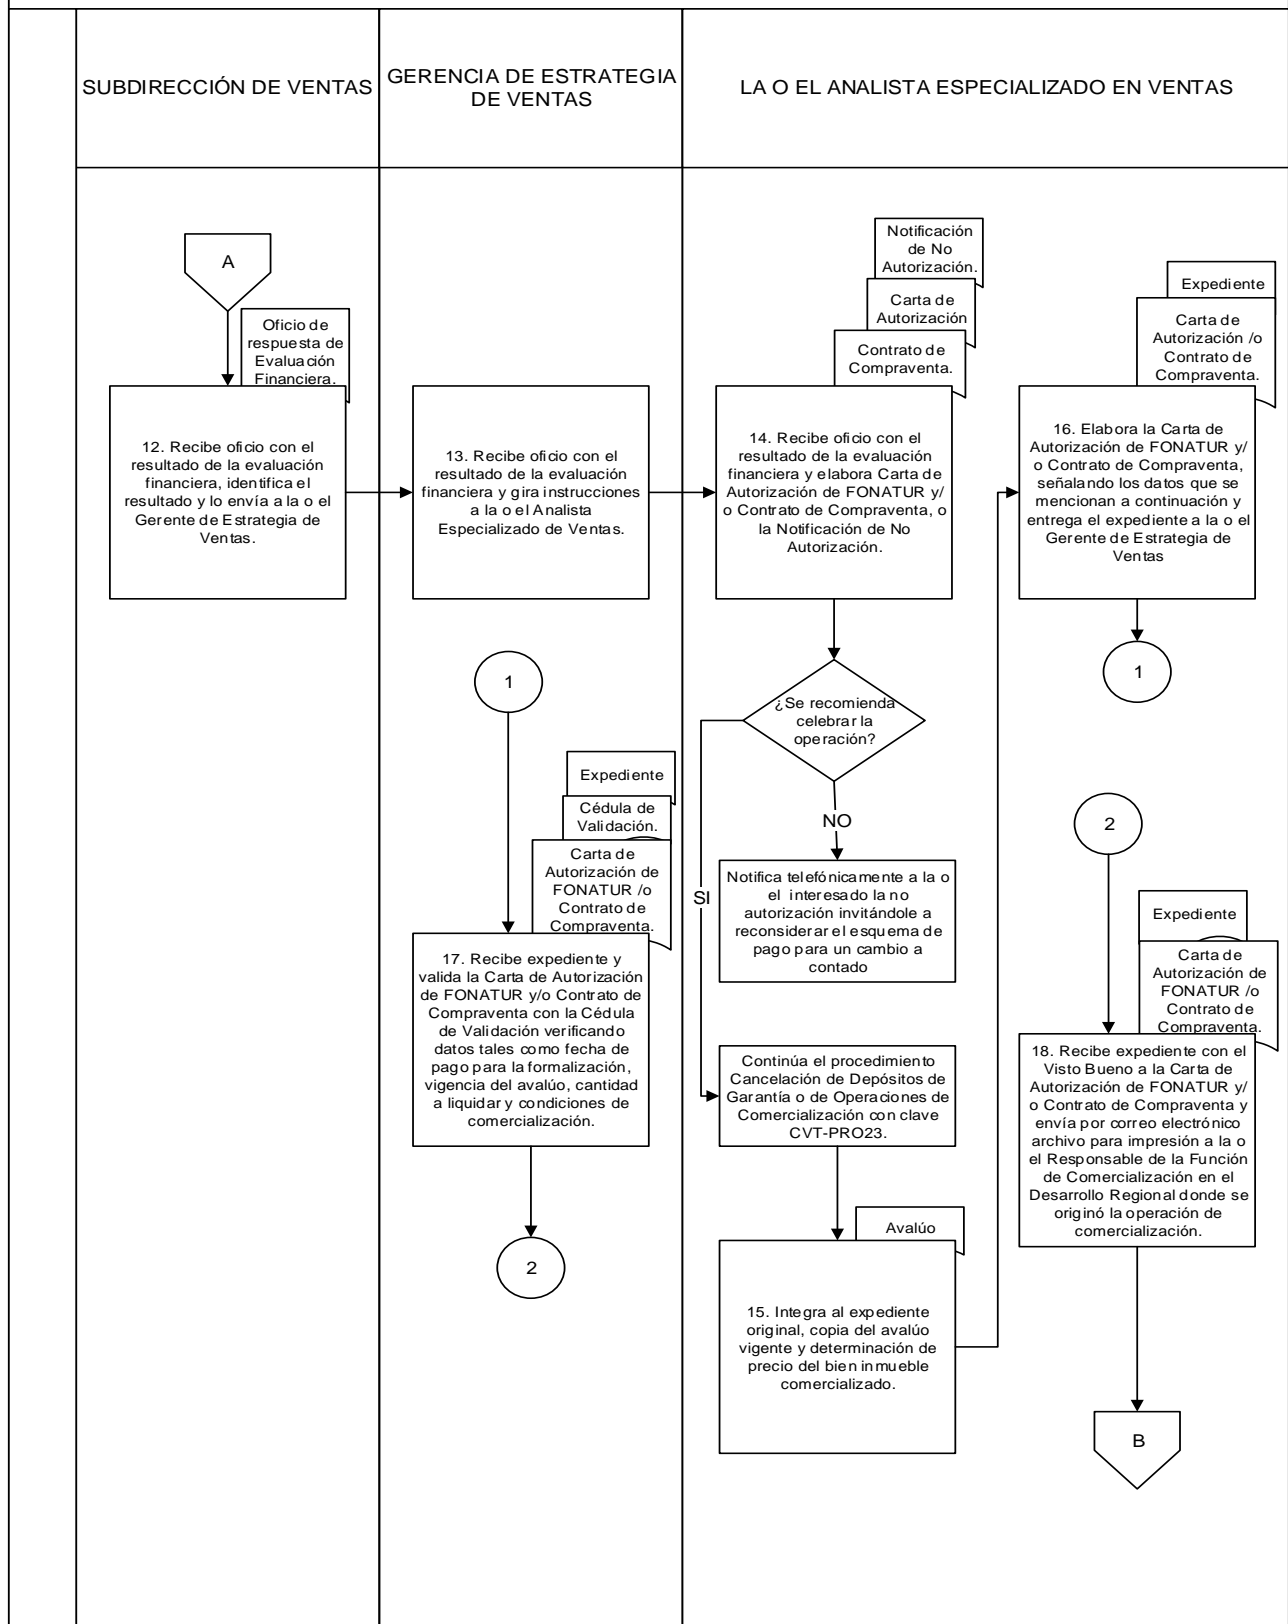 SUBDIRECCIÓN DE VENTAS
GERENCIA DE ESTRATEGIA
DE VENTAS
LA O EL ANALISTA ESPECIALIZADO EN VENTAS
A
Oficio de
respuesta de
Evaluación
Financiera.
12. Recibe oficio con el
resultado de la evaluación
financiera, identifica el
resultado y lo envía a la o el
Gerente de Estrategia de
Ventas.
13. Recibe oficio con el
resultado de la evaluación
financiera y gira instrucciones
a la o el Analista
Especializado de Ventas.
Notificación
de No
Autorización.
Carta de
Autorización
Contrato de
Compraventa.
14. Recibe oficio con el
resultado de la evaluación
financiera y elabora Carta de
Autorización de FONATUR y/
o Contrato de Compraventa, o
la Notificación de No
Autorización.
Expediente
Carta de
Autorización /o
Contrato de
Compraventa.
16. Elabora la Carta de
Autorización de FONATUR y/
o Contrato de Compraventa,
señalando los datos que se
mencionan a continuación y
entrega el expediente a la o el
Gerente de Estrategia de
Ventas
1
1
¿Se recomienda
celebrar la
operación?
NO
SI
Notifica telefónicamente a la o
el interesado la no
autorización invitándole a
reconsiderar el esquema de
pago para un cambio a
contado
Expediente
Cédula de
Validación.
Carta de
Autorización de
FONATUR /o
Contrato de
Compraventa.
17. Recibe expediente y
valida la Carta de Autorización
de FONATUR y/o Contrato de
Compraventa con la Cédula
de Validación verificando
datos tales como fecha de
pago para la formalización,
vigencia del avalúo, cantidad
a liquidar y condiciones de
comercialización.
2
Continúa el procedimiento
Cancelación de Depósitos de
Garantía o de Operaciones de
Comercialización con clave
CVT-PRO23.
Avalúo
15. Integra al expediente
original, copia del avalúo
vigente y determinación de
precio del bien inmueble
comercializado.
2
Expediente
Carta de
Autorización de
FONATUR /o
Contrato de
Compraventa.
18. Recibe expediente con el
Visto Bueno a la Carta de
Autorización de FONATUR y/
o Contrato de Compraventa y
envía por correo electrónico
archivo para impresión a la o
el Responsable de la Función
de Comercialización en el
Desarrollo Regional donde se
originó la operación de
comercialización.
B